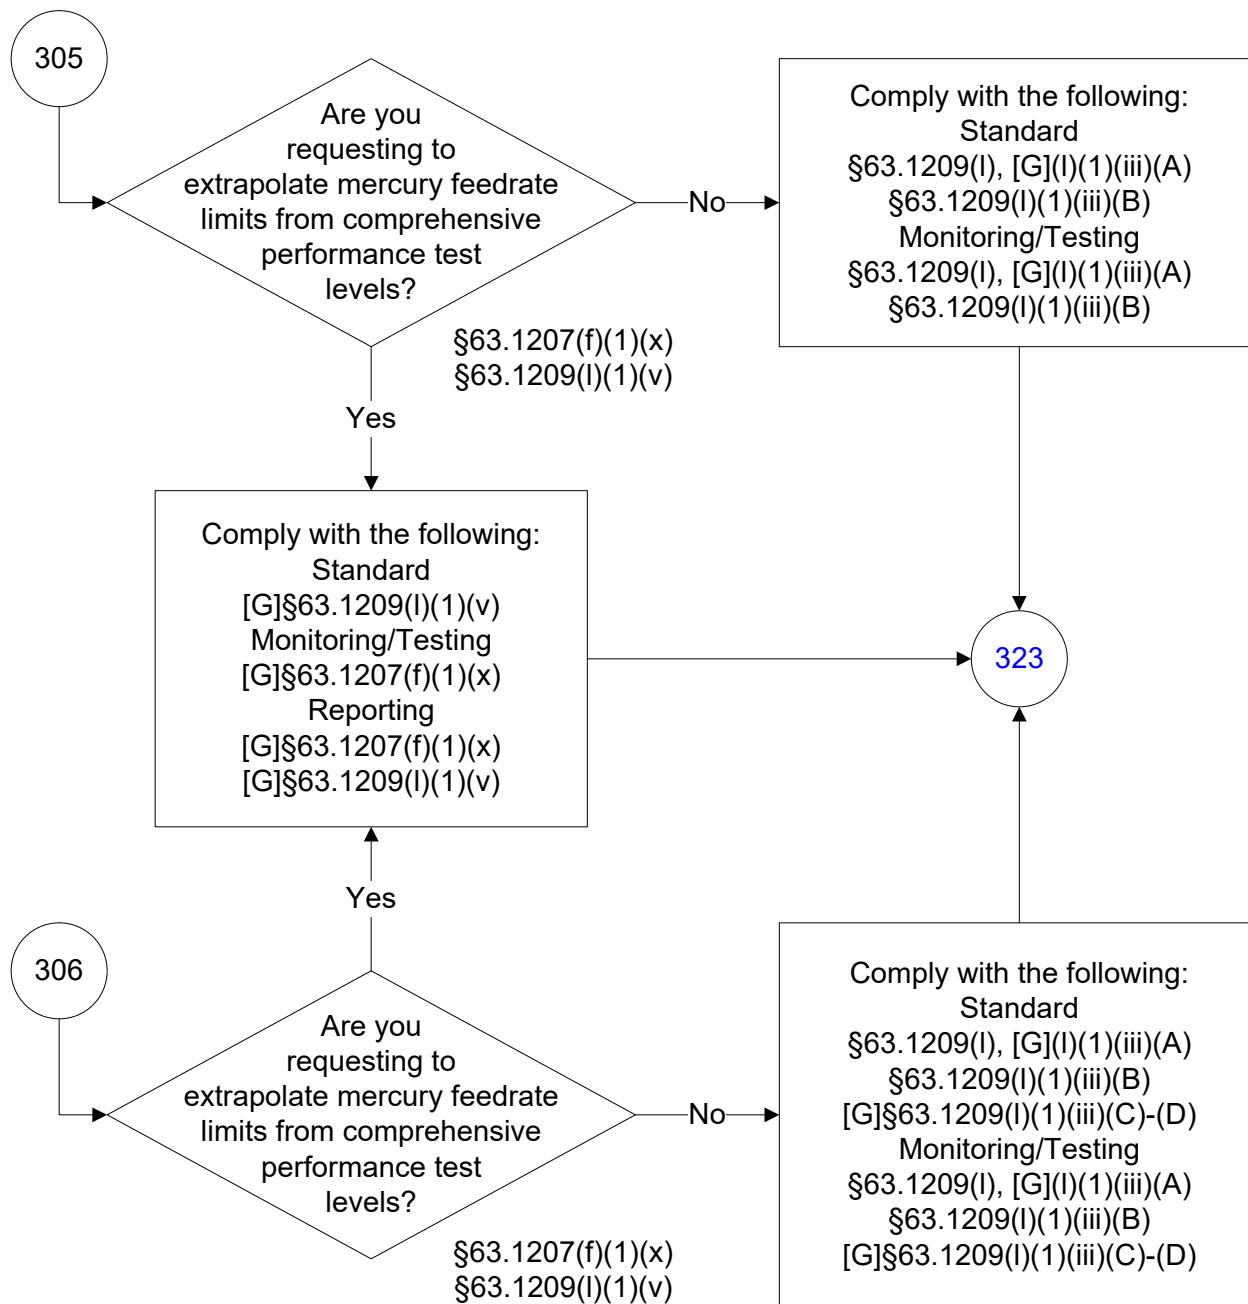 305
Are you
requesting to
extrapolate mercury feedrate
limits from comprehensive
performance test
levels?
No
Comply with the following:
Standard
§63.1209(l), [G](l)(1)(iii)(A)
§63.1209(l)(1)(iii)(B)
Monitoring/Testing
§63.1209(l), [G](l)(1)(iii)(A)
§63.1209(l)(1)(iii)(B)
§63.1207(f)(1)(x)
§63.1209(l)(1)(v)
Yes
Comply with the following:
Standard
[G]§63.1209(l)(1)(v)
Monitoring/Testing
[G]§63.1207(f)(1)(x)
Reporting
[G]§63.1207(f)(1)(x)
[G]§63.1209(l)(1)(v)
323
Yes
306
Are you
requesting to
extrapolate mercury feedrate
limits from comprehensive
performance test
levels?
No
Comply with the following:
Standard
§63.1209(l), [G](l)(1)(iii)(A)
§63.1209(l)(1)(iii)(B)
[G]§63.1209(l)(1)(iii)(C)-(D)
Monitoring/Testing
§63.1209(l), [G](l)(1)(iii)(A)
§63.1209(l)(1)(iii)(B)
[G]§63.1209(l)(1)(iii)(C)-(D)
§63.1207(f)(1)(x)
§63.1209(l)(1)(v)